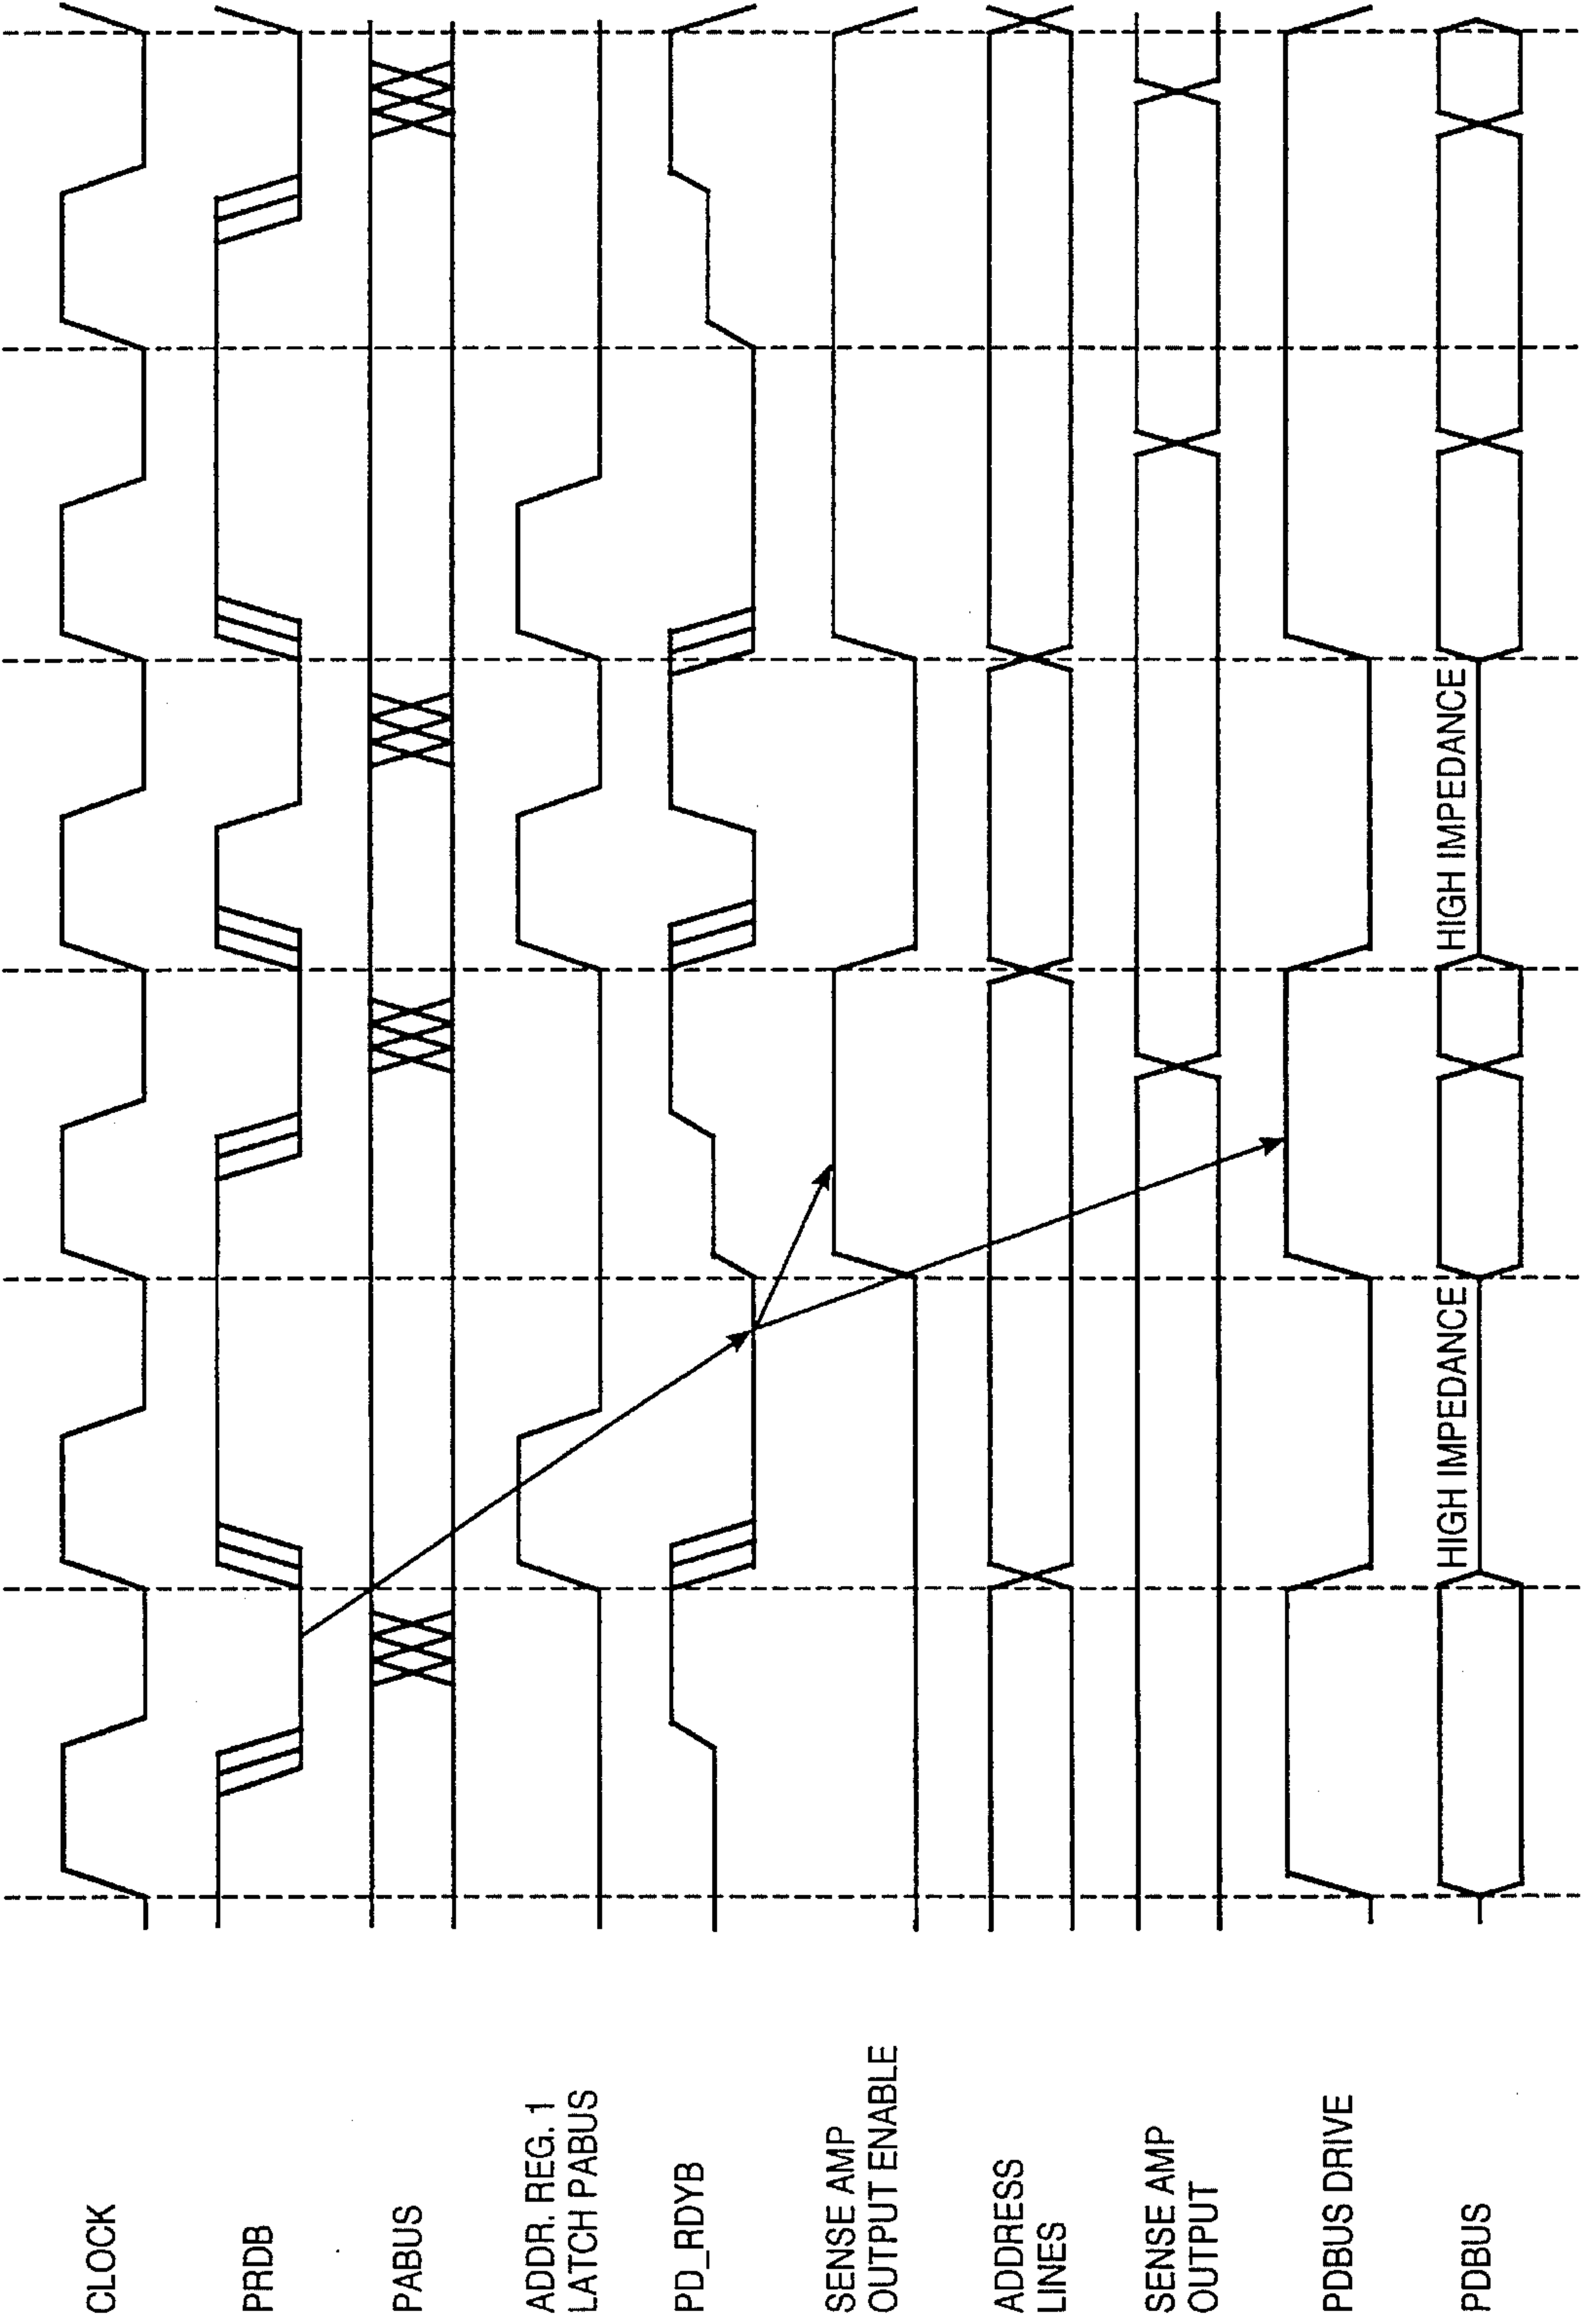 CLOCK
PRDB
PABUS
ADDR. REG. 1
LATCH PABUS
PD_RDYB
SENSE AMP
OUTPUT ENABLE
ADDRESS
LINES
SENSE AMP
OUTPUT
PDBUS DRIVE
PDBUS
HIGH IMPEDANCE
HIGH IMPEDANCE